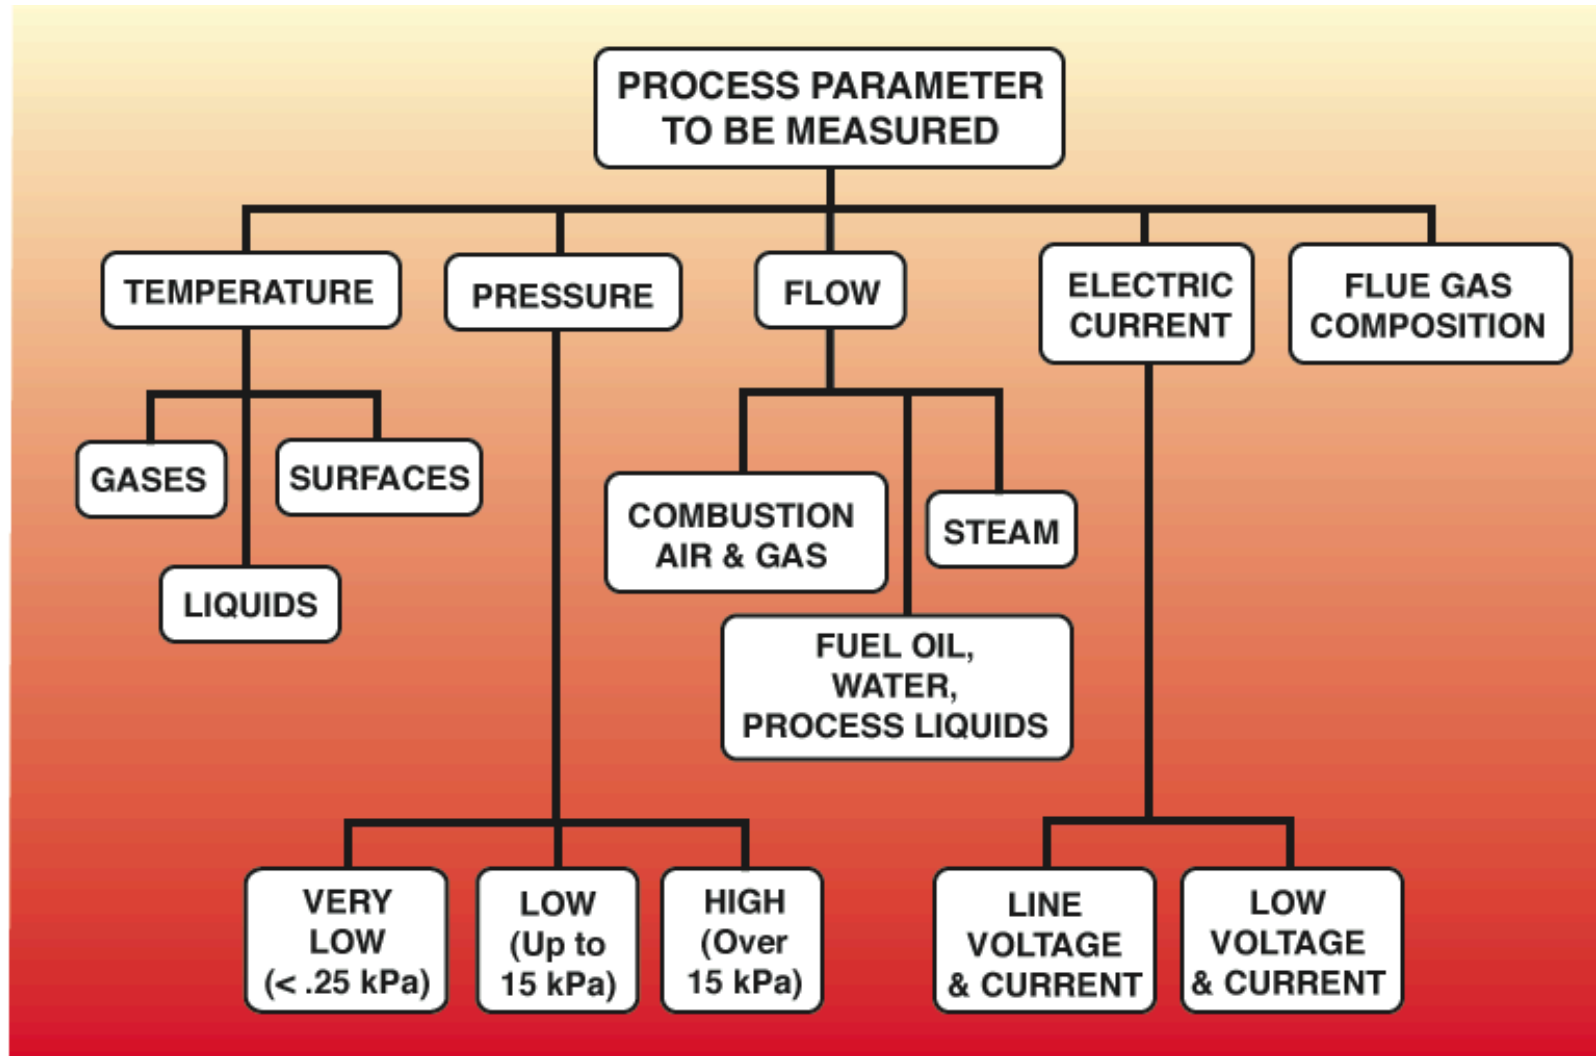 PROCESS PARAMETER
TO BE MEASURED
TEMPERATURE
PRESSURE
FLOW
ELECTRIC
CURRENT
FLUE GAS
COMPOSITION
GASES
SURFACES
LIQUIDS
COMBUSTION
AIR & GAS
STEAM
FUEL OIL,
WATER,
PROCESS LIQUIDS
VERY
LOW
(< .25 kPa)
LOW
(Up to
15 kPa)
HIGH
(Over
15 kPa)
LINE
VOLTAGE
& CURRENT
LOW
VOLTAGE
& CURRENT